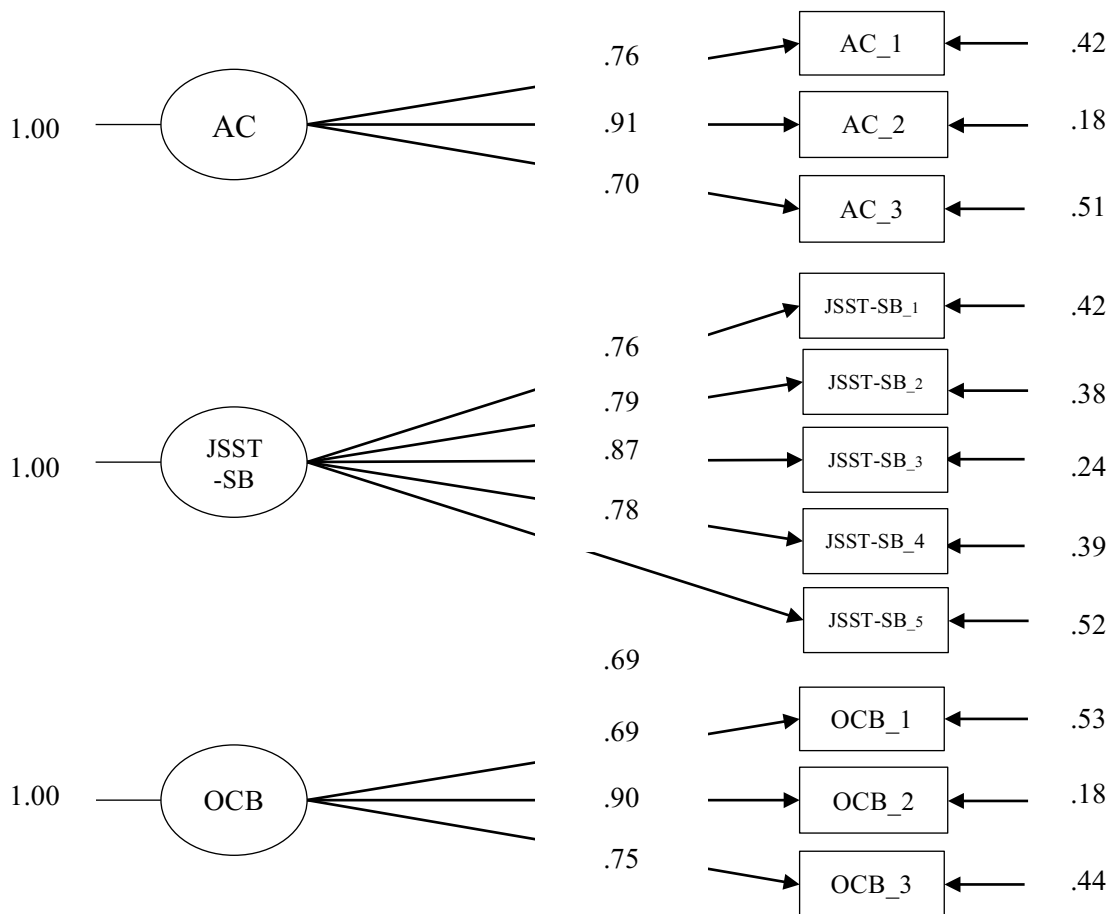 .76
AC_1
.42
1.00
AC
.91
AC_2
.18
.70
AC_3
.51
.76
JSST-SB_1
.42
.79
JSST-SB_2
.38
1.00
JSST
-SB
.87
JSST-SB_3
.24
.78
JSST-SB_4
.39
JSST-SB_5
.52
.69
.69
OCB_1
.53
1.00
OCB
.90
OCB_2
.18
.75
OCB_3
.44